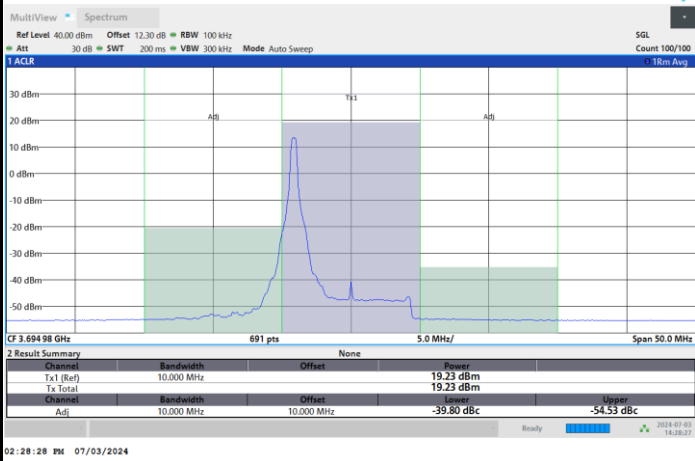 MultiView Spectrum
Ref Level 40.00 dBm Offset 12.30 dB RBW 100 kHz SGL
Att 30 dB SWT 200 ms VBW 300 kHz Mode Auto Sweep Count 100/100
1 ACLR 1Rm Avg
30 dBm
Tx1
20 dBm
Adj Adj
10 dBm
0 dBm
-10 dBm
-20 dBm
-30 dBm
-40 dBm
-50 dBm
CF 3.694 98 GHz 691 pts 5.0 MHz/ Span 50.0 MHz
2 Result Summary None
Channel Bandwidth Offset Power
Tx1 (Ref) 10.000 MHz 19.23 dBm
Tx Total 19.23 dBm
Channel Bandwidth Offset Lower Upper
Adj 10.000 MHz 10.000 MHz -39.80 dBc -54.53 dBc
Ready 2024-07-03
14:28:27
02:28:28 PM 07/03/2024